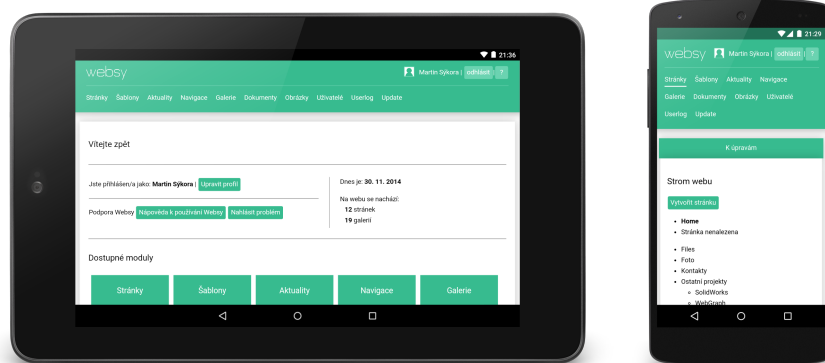 21:36
websy
Martin Sýkora | odhlásit ?
Stránky Šablony Aktuality Navigace Galerie Dokumenty Obrázky Uživatelé Userlog Update
Vítejte zpět
Jste přihlášen/a jako: Martin Sýkora | Upravit profil
Podpora Websy Nápověda k používání Websy Nahlásit problém
Dnes je: 30. 11. 2014
Na webu se nachází:
12 stránek
19 galerií
Dostupné moduly
Stránky Šablony Aktuality Navigace Galerie
21:29
websy Martin Sýkora | odhlásit ?
Stránky Šablony Aktuality Navigace
Galerie Dokumenty Obrázky Uživatelé
Userlog Update
K úpravám
Strom webu
Vytvořit stránku
Home
Stránka nenalezena
Files
Foto
Kontakty
Ostatní projekty
SolidWorks
WebGraph